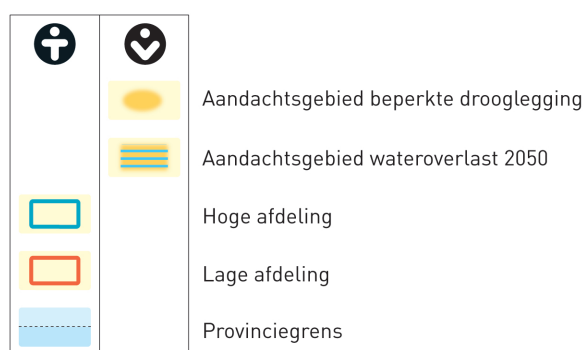 Aandachtsgebied beperkte drooglegging
Aandachtsgebied wateroverlast 2050
Hoge afdeling
Lage afdeling
Provinciegrens